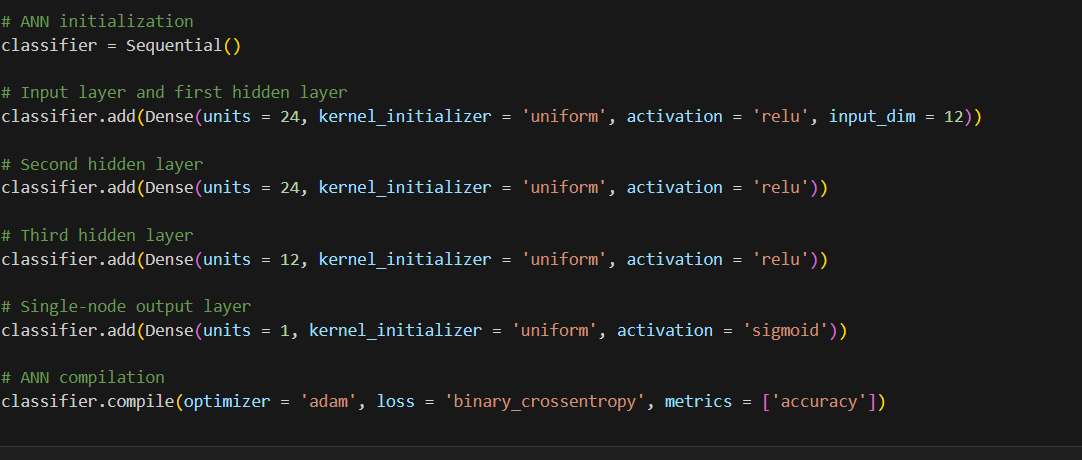 # ANN initialization
classifier = Sequential()
# Input layer and first hidden layer
classifier.add(Dense(units = 24, kernel_initializer = 'uniform', activation = 'relu', input_dim = 12))
# Second hidden layer
classifier.add(Dense(units = 24, kernel_initializer = 'uniform', activation = 'relu'))
# Third hidden layer
classifier.add(Dense(units = 12, kernel_initializer = 'uniform', activation = 'relu'))
# Single-node output layer
classifier.add(Dense(units = 1, kernel_initializer = 'uniform', activation = 'sigmoid'))
# ANN compilation
classifier.compile(optimizer = 'adam', loss = 'binary_crossentropy', metrics = ['accuracy'])